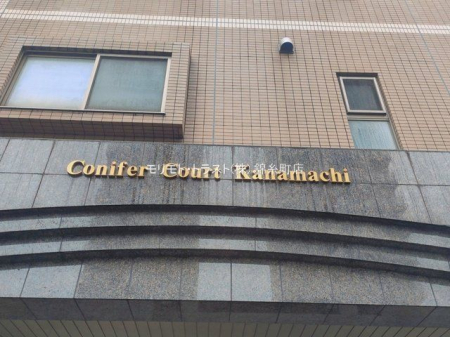 Conifer Court Kanamachi